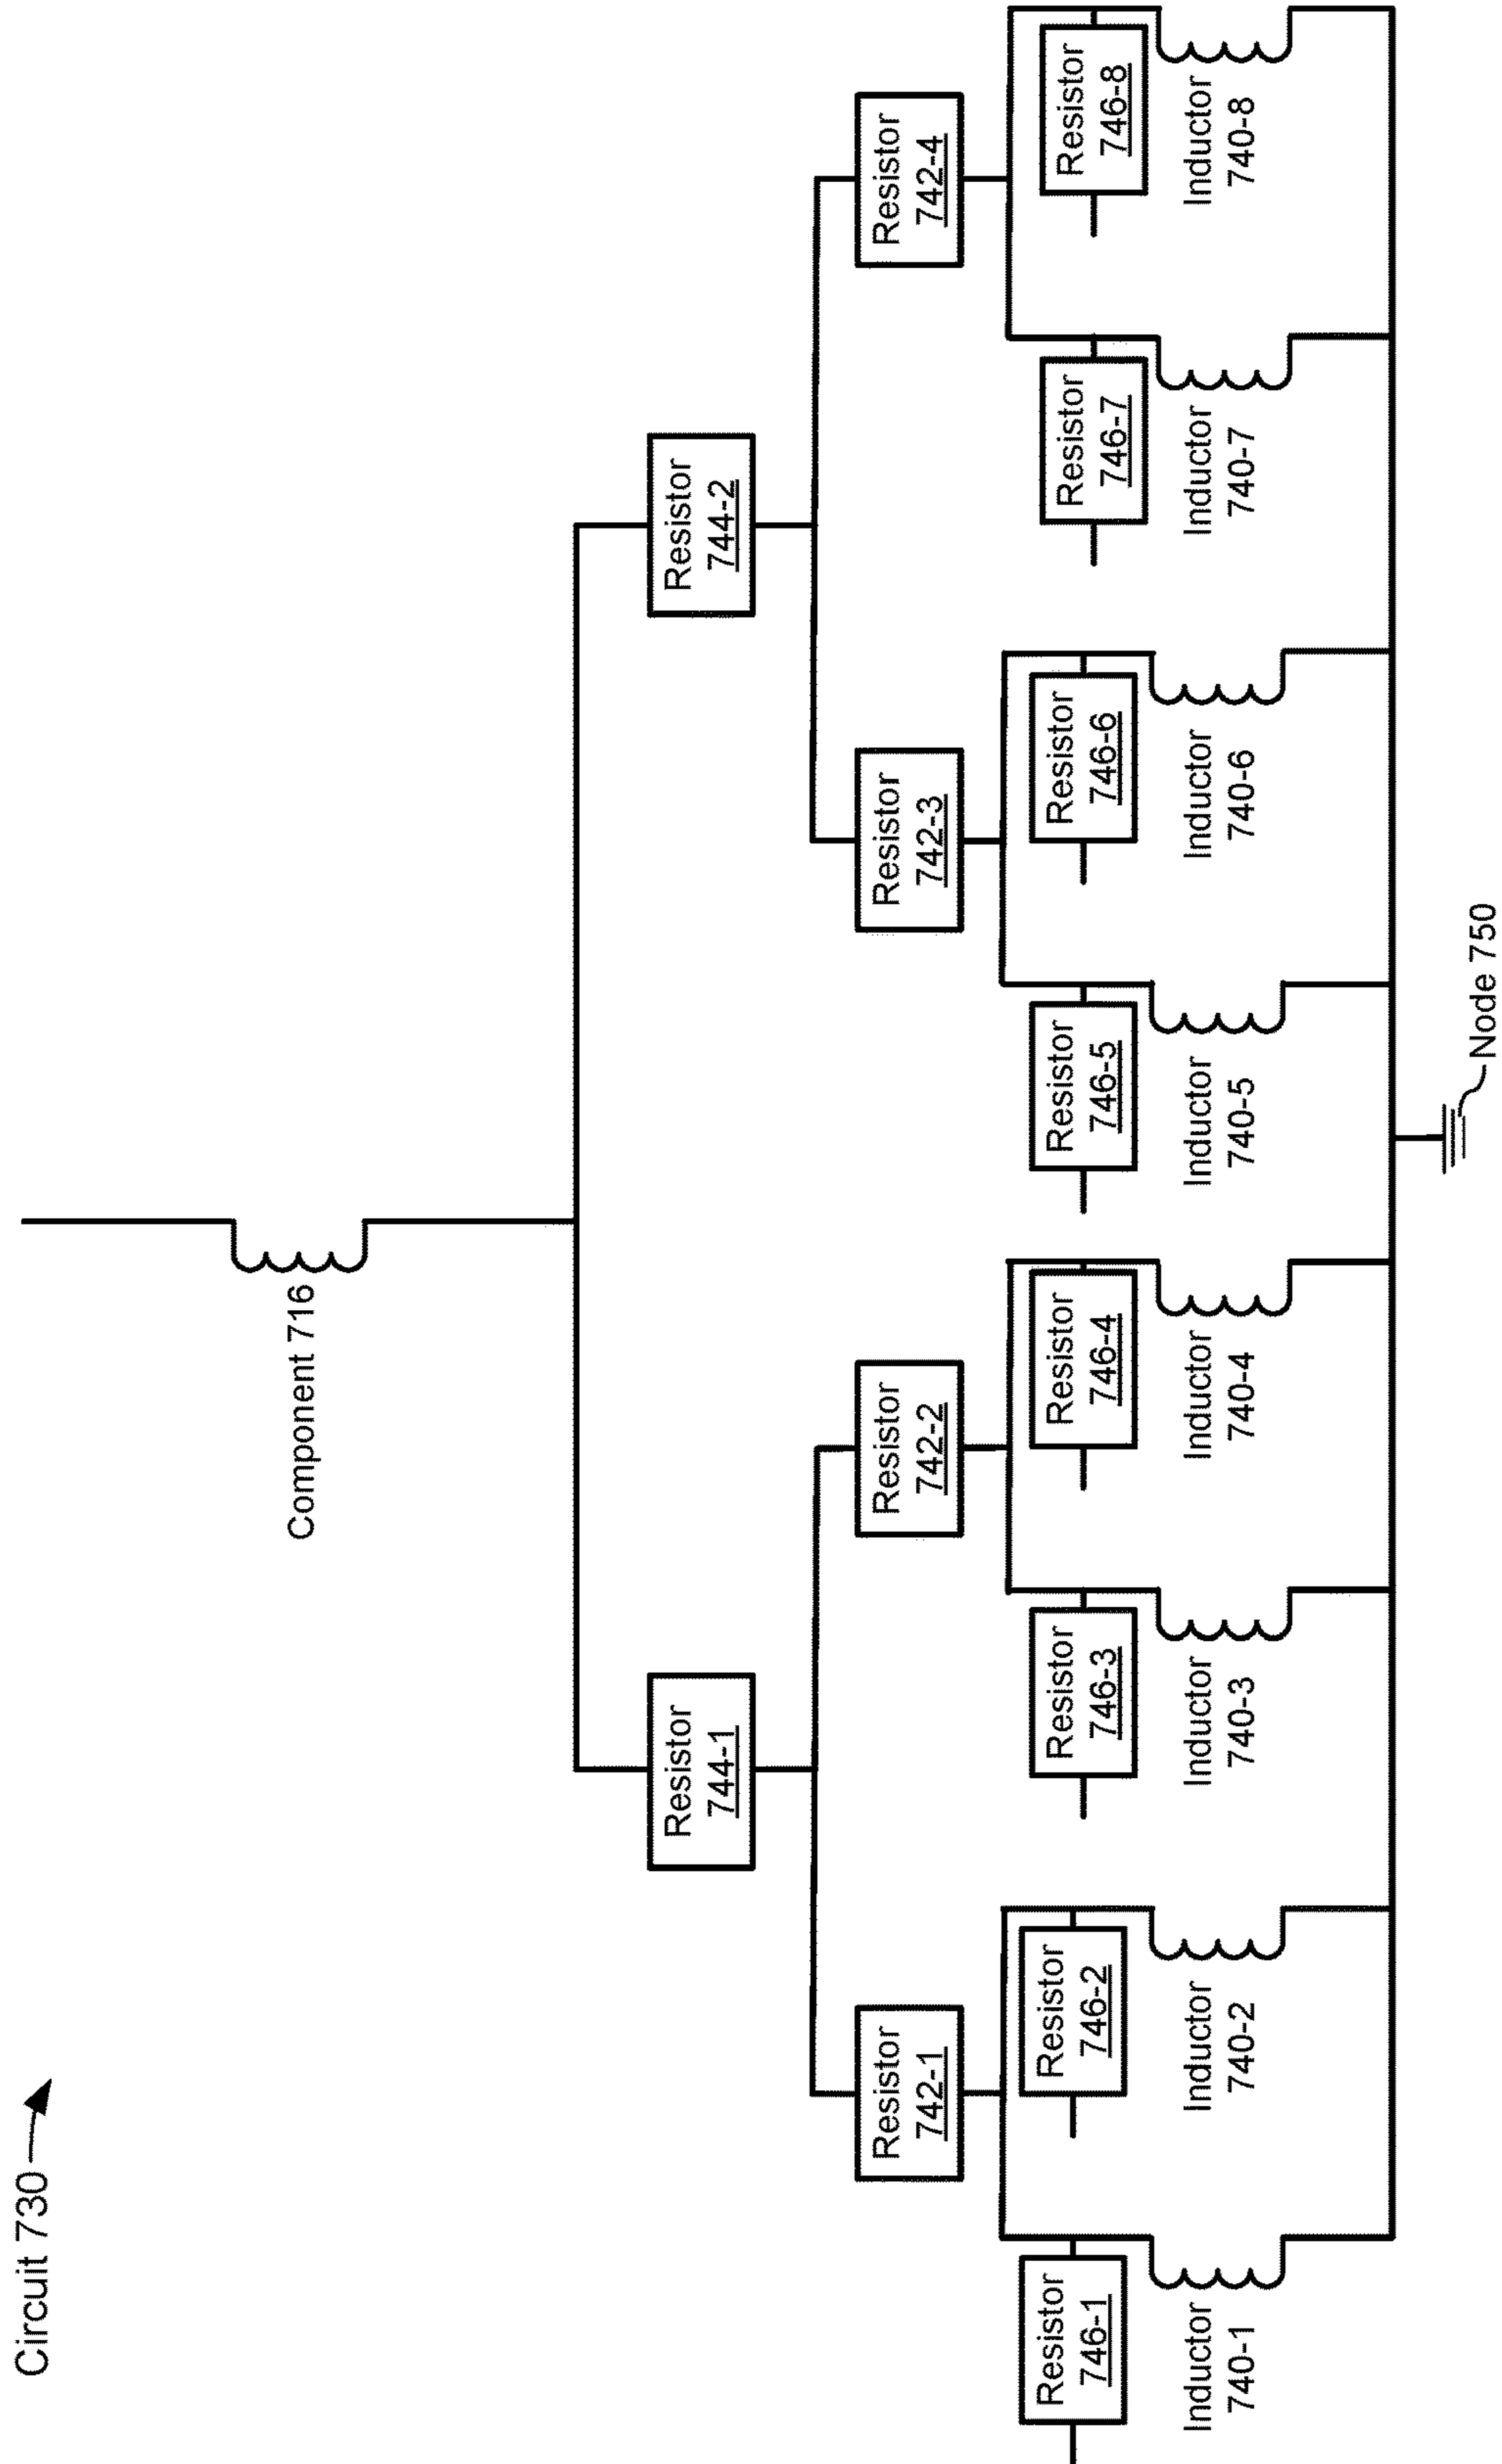 Circuit 730
Component 716
Resistor
744-1
Resistor
744-2
Resistor
742-1
Resistor
742-2
Resistor
742-3
Resistor
742-4
Resistor
746-1
Resistor
746-2
Resistor
746-3
Resistor
746-4
Resistor
746-5
Resistor
746-6
Resistor
746-7
Resistor
746-8
Inductor
740-1
Inductor
740-2
Inductor
740-3
Inductor
740-4
Inductor
740-5
Inductor
740-6
Inductor
740-7
Inductor
740-8
Node 750